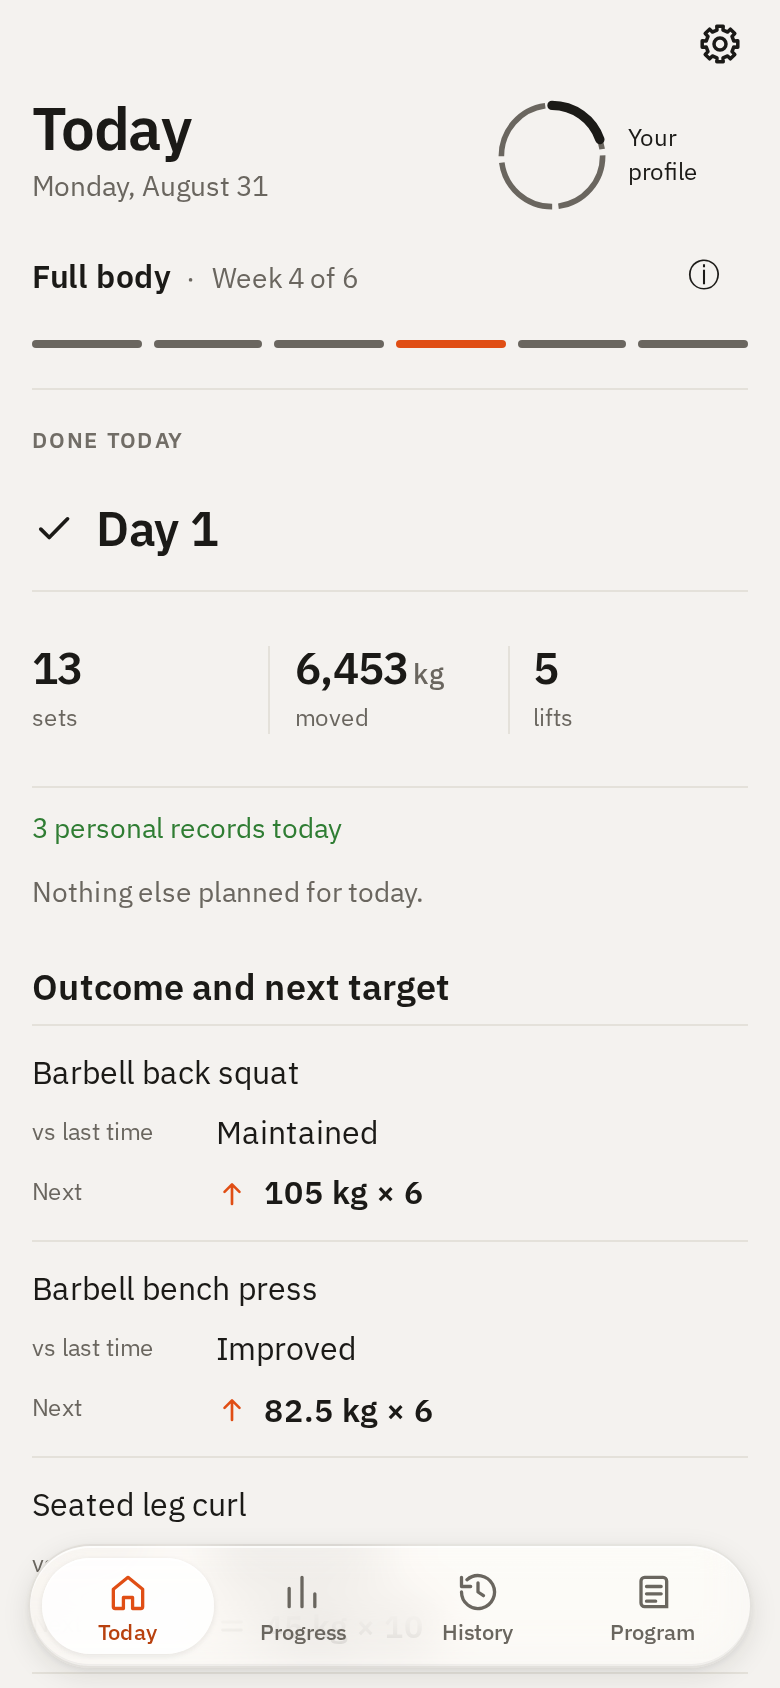 Today
Monday, August 31
Your
profile
Full body · Week 4 of 6
DONE TODAY
Day 1
13
sets
6,453 kg
moved
5
lifts
3 personal records today
Nothing else planned for today.
Outcome and next target
Barbell back squat
vs last time Maintained
Next ↑ 105 kg × 6
Barbell bench press
vs last time Improved
Next ↑ 82.5 kg × 6
Seated leg curl
= kg × 10
Today
Progress
History
Program